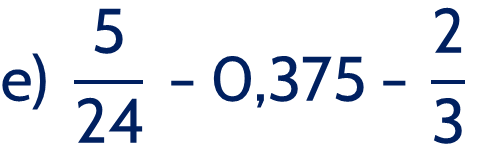 e) 5/24 – 0,375 – 2/3